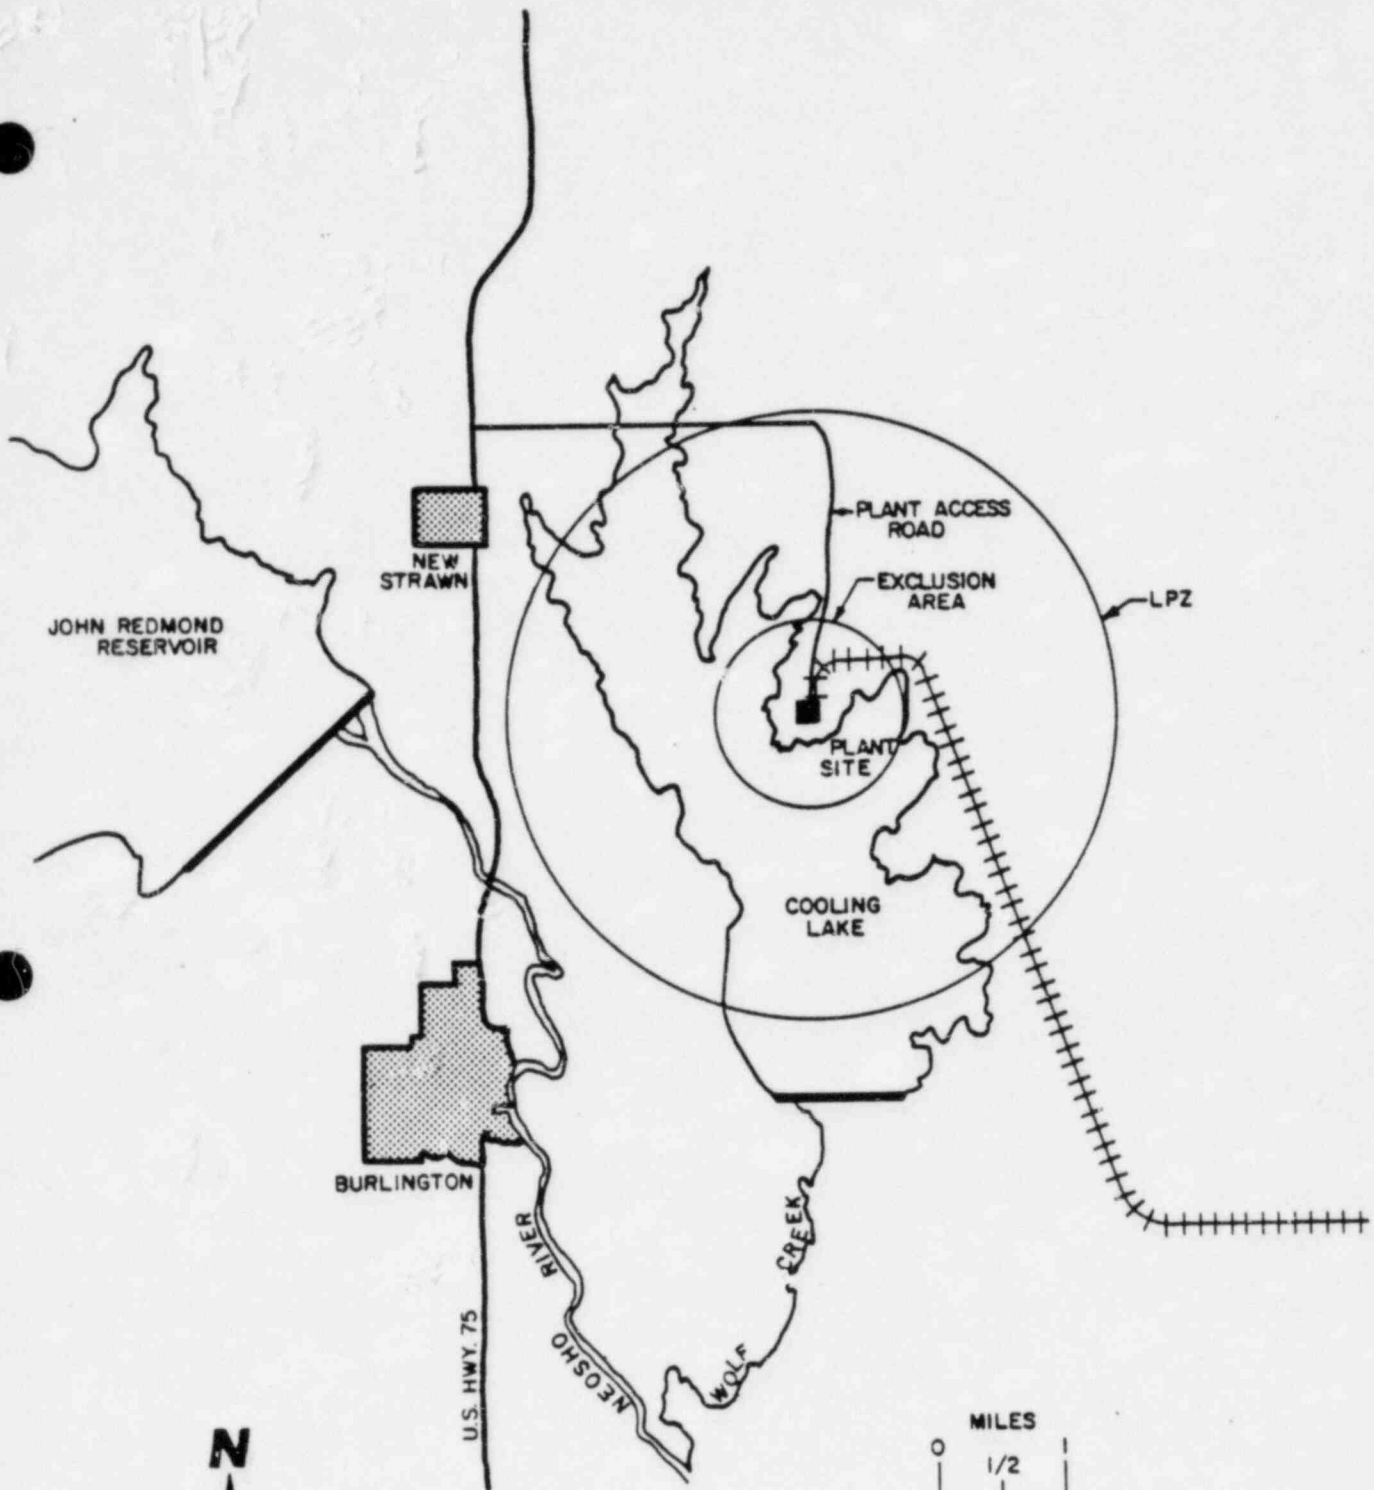 PLANT ACCESS
ROAD
NEW
STRAWN
EXCLUSION
AREA
LPZ
JOHN REDMOND
RESERVOIR
PLANT
SITE
COOLING
LAKE
BURLINGTON
RIVER
NEOSHO
CREEK
WOLF
U.S. HWY. 75
N
MILES
0 1
1/2